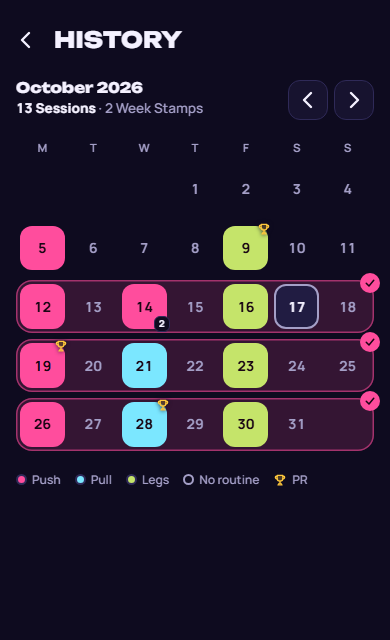 HISTORY
October 2026
13 Sessions · 2 Week Stamps
M T W T F S S
1 2 3 4
5 6 7 8 9 10 11
12 13 14 2 15 16 17 18
19 20 21 22 23 24 25
26 27 28 29 30 31
Push Pull Legs No routine PR